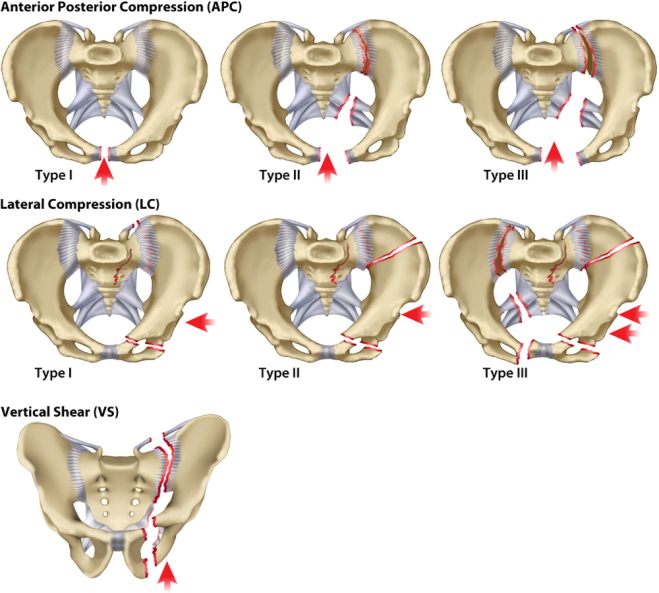 Anterior Posterior Compression (APC)
Type I
Type II
Type III
Lateral Compression (LC)
Type I
Type II
Type III
Vertical Shear (VS)